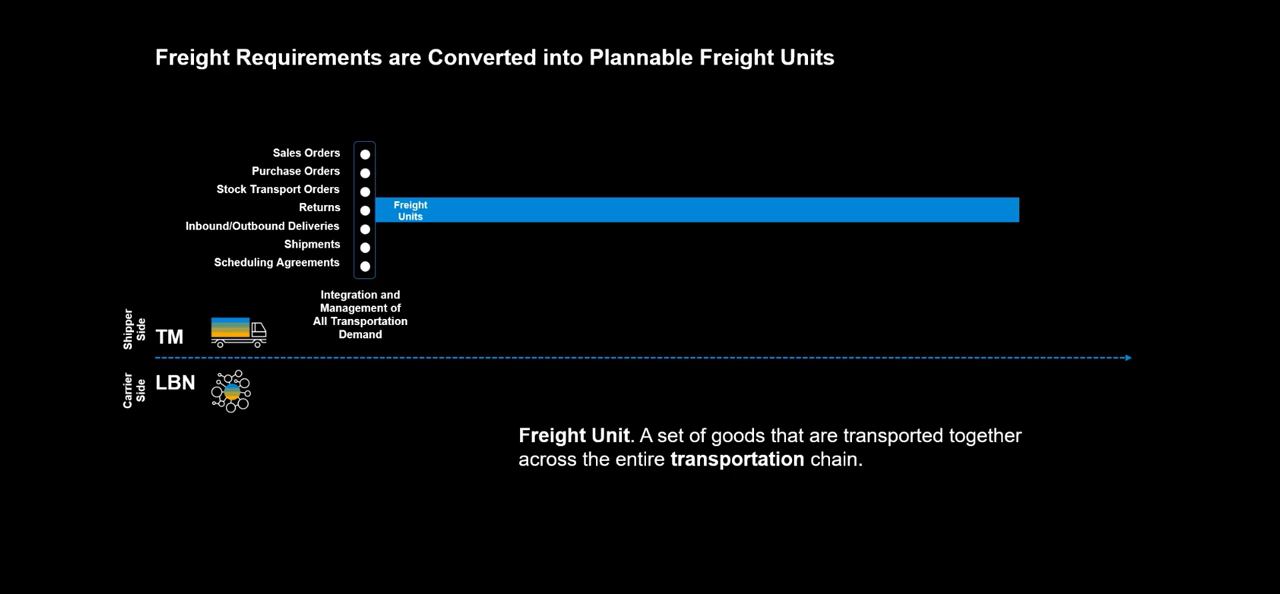 Freight Requirements are Converted into Plannable Freight Units
Sales Orders
Purchase Orders
Stock Transport Orders
Returns
Inbound/Outbound Deliveries
Shipments
Scheduling Agreements
Freight
Units
Integration and
Management of
All Transportation
Demand
Shipper
Side
TM
Carrier
Side
LBN
Freight Unit. A set of goods that are transported together
across the entire transportation chain.